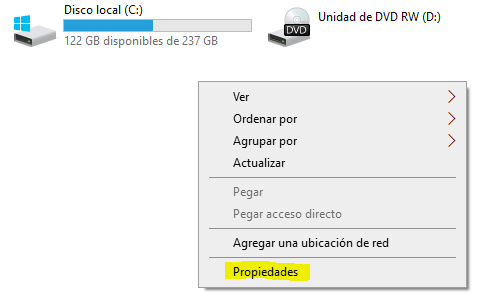 Disco local (C:)
122 GB disponibles de 237 GB
Unidad de DVD RW (D:)
DVD
Ver
Ordenar por
Agrupar por
Actualizar
Pegar
Pegar acceso directo
Agregar una ubicación de red
Propiedades